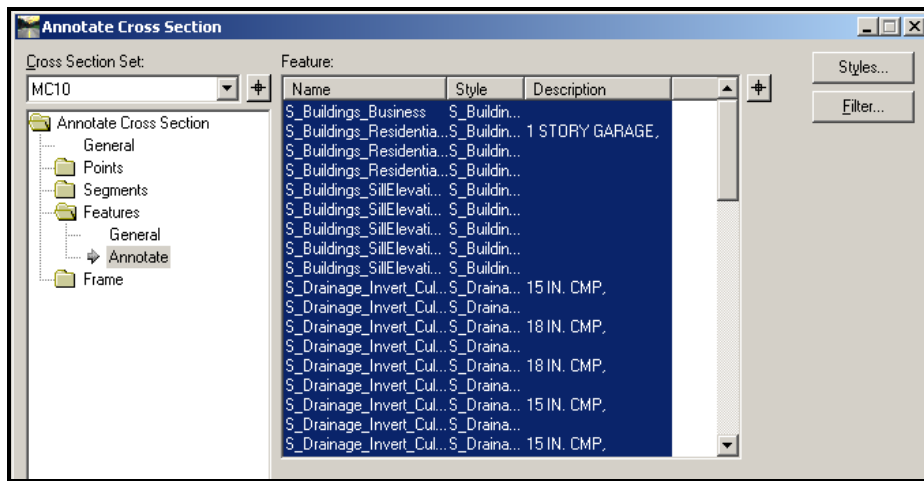 Annotate Cross Section
Cross Section Set:
MC10
Annotate Cross Section
General
Points
Segments
Features
General
Annotate
Frame
Feature:
Name Style Description
S_Buildings_Business S_Buildin...
S_Buildings_Residentia... S_Buildin... 1 STORY GARAGE,
S_Buildings_Residentia... S_Buildin...
S_Buildings_Residentia... S_Buildin...
S_Buildings_SillElevati... S_Buildin...
S_Buildings_SillElevati... S_Buildin...
S_Buildings_SillElevati... S_Buildin...
S_Buildings_SillElevati... S_Buildin...
S_Buildings_SillElevati... S_Buildin...
S_Drainage_Invert_Cul... S_Draina... 15 IN. CMP,
S_Drainage_Invert_Cul... S_Draina...
S_Drainage_Invert_Cul... S_Draina... 18 IN. CMP,
S_Drainage_Invert_Cul... S_Draina...
S_Drainage_Invert_Cul... S_Draina... 18 IN. CMP,
S_Drainage_Invert_Cul... S_Draina...
S_Drainage_Invert_Cul... S_Draina... 15 IN. CMP,
S_Drainage_Invert_Cul... S_Draina...
S_Drainage_Invert_Cul... S_Draina... 15 IN. CMP,
Styles...
Filter...